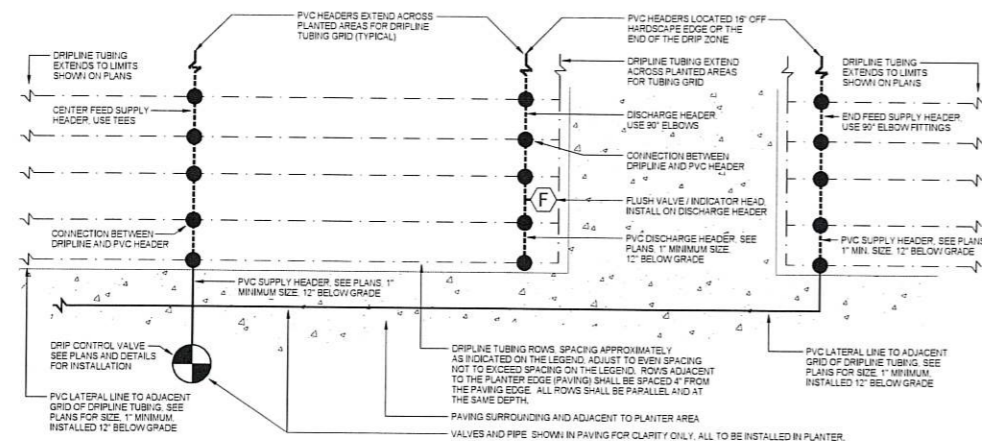 PVC HEADERS EXTEND ACROSS
PLANTED AREAS FOR DRIPLINE
TUBING GRID (TYPICAL)
PVC HEADERS LOCATED 16" OFF
HARDSCAPE EDGE OR THE
END OF THE DRIP ZONE
DRIPLINE TUBING
EXTENDS TO LIMITS
SHOWN ON PLANS
DRIPLINE TUBING EXTEND
ACROSS PLANTED AREAS
FOR TUBING GRID
DRIPLINE TUBING
EXTENDS TO LIMITS
SHOWN ON PLANS
CENTER FEED SUPPLY
HEADER, USE TEES
DISCHARGE HEADER,
USE 90° ELBOWS
END FEED SUPPLY HEADER,
USE 90° ELBOW FITTINGS
CONNECTION BETWEEN
DRIPLINE AND PVC HEADER
F
FLUSH VALVE / INDICATOR HEAD,
INSTALL ON DISCHARGE HEADER
CONNECTION BETWEEN
DRIPLINE AND PVC HEADER
PVC DISCHARGE HEADER, SEE
PLANS, 1" MINIMUM SIZE,
12" BELOW GRADE
PVC SUPPLY HEADER, SEE PLANS
1" MIN. SIZE, 12" BELOW GRADE
PVC SUPPLY HEADER, SEE PLANS, 1"
MINIMUM SIZE, 12" BELOW GRADE
DRIP CONTROL VALVE
SEE PLANS AND DETAILS
FOR INSTALLATION
DRIPLINE TUBING ROWS, SPACING APPROXIMATELY
AS INDICATED ON THE LEGEND, ADJUST TO EVEN SPACING
NOT TO EXCEED SPACING ON THE LEGEND. ROWS ADJACENT
TO THE PLANTER EDGE (PAVING) SHALL BE SPACED 4" FROM
THE PAVING EDGE. ALL ROWS SHALL BE PARALLEL AND AT
THE SAME DEPTH.
PVC LATERAL LINE TO ADJACENT
GRID OF DRIPLINE TUBING, SEE
PLANS FOR SIZE, 1" MINIMUM,
INSTALLED 12" BELOW GRADE
PVC LATERAL LINE TO ADJACENT
GRID OF DRIPLINE TUBING, SEE
PLANS FOR SIZE, 1" MINIMUM,
INSTALLED 12" BELOW GRADE
PAVING SURROUNDING AND ADJACENT TO PLANTER AREA
VALVES AND PIPE SHOWN IN PAVING FOR CLARITY ONLY, ALL TO BE INSTALLED IN PLANTER.